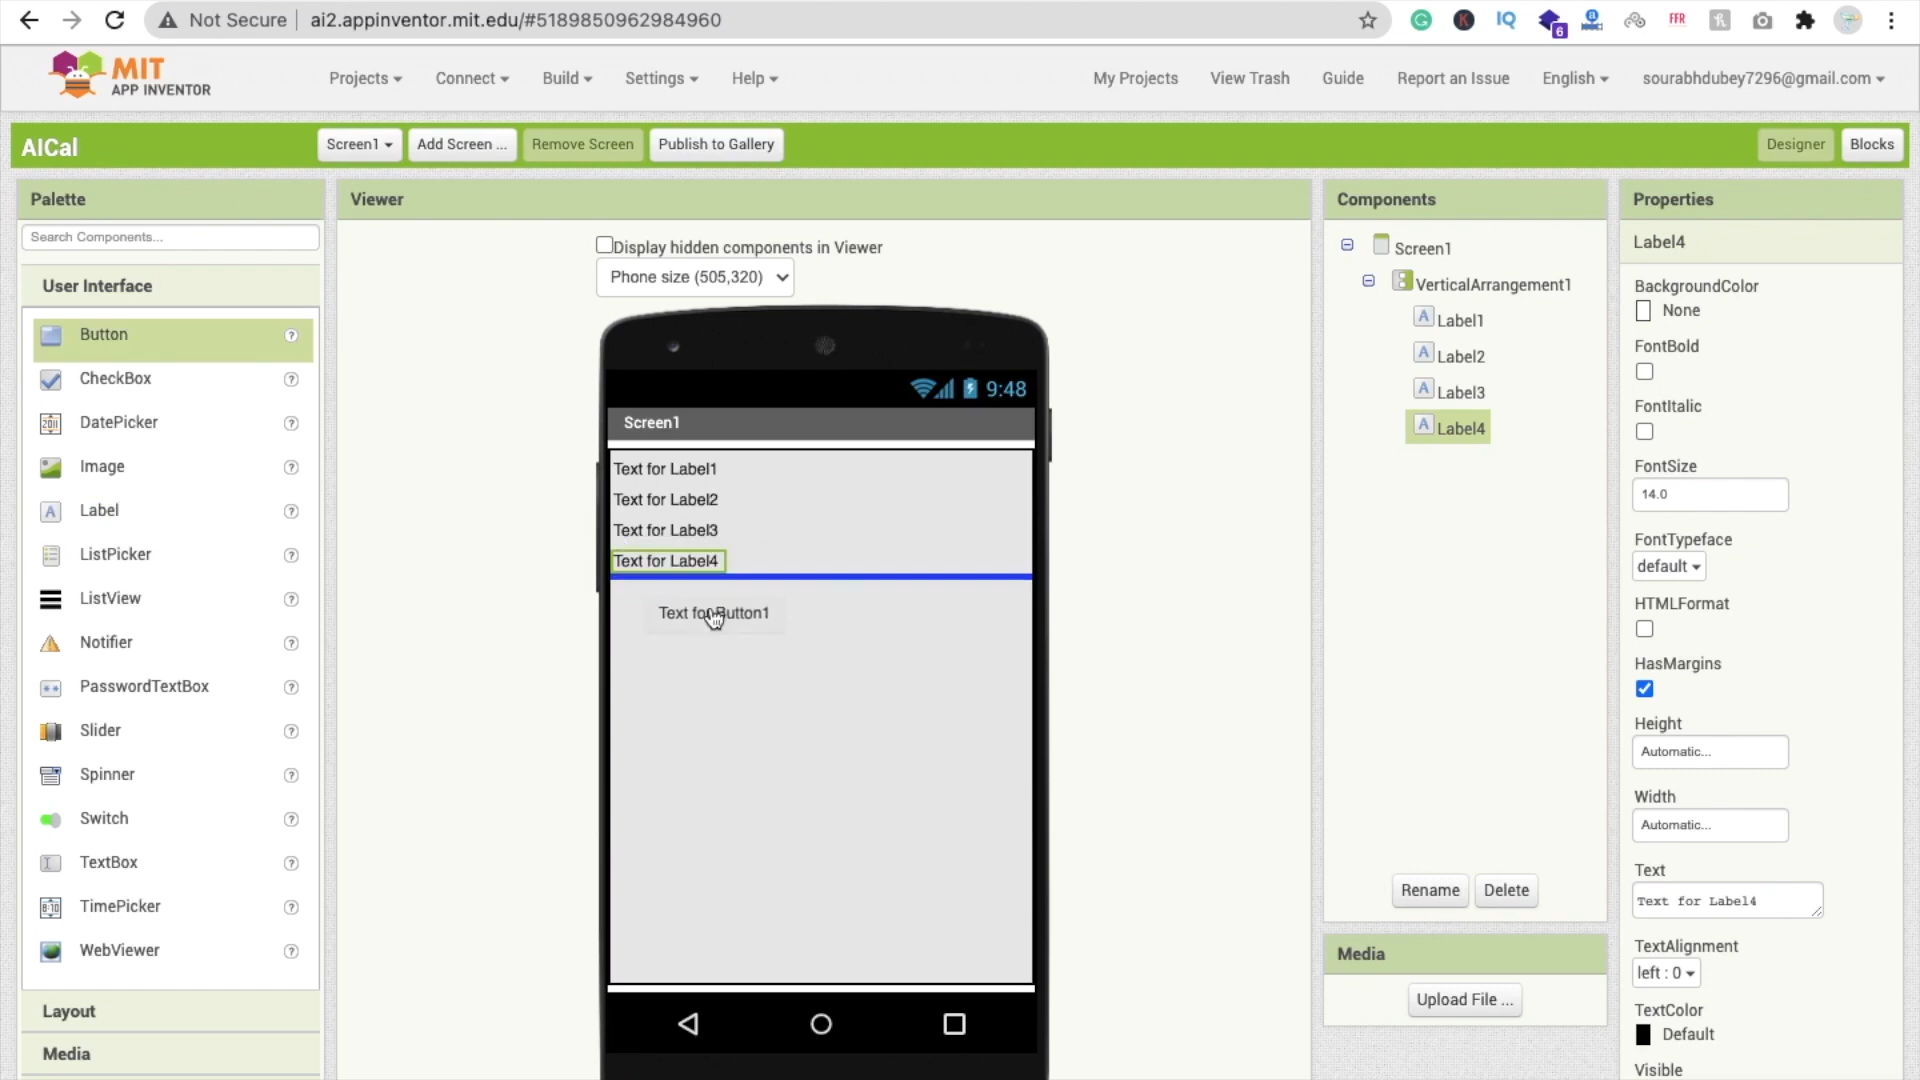 Not Secure
ai2.appinventor.mit.edu/#5189850962984960
K
IQ
6
a
FFR
MIT
APP INVENTOR
Projects
Connect
Build
Settings
Help
My Projects
View Trash
Guide
Report an Issue
English
sourabhdubey7296@gmail.com
AICal
Screen1
Add Screen ...
Remove Screen
Publish to Gallery
Designer
Blocks
Palette
Search Components...
User Interface
Button
CheckBox
DatePicker
Image
Label
ListPicker
ListView
Notifier
PasswordTextBox
Slider
Spinner
Switch
TextBox
TimePicker
WebViewer
Layout
Media
Viewer
Display hidden components in Viewer
Phone size (505,320)
9:48
Screen1
Text for Label1
Text for Label2
Text for Label3
Text for Label4
Text for Button1
Components
Screen1
VerticalArrangement1
Label1
Label2
Label3
Label4
Rename
Delete
Media
Upload File ...
Properties
Label4
BackgroundColor
None
FontBold
FontItalic
FontSize
14.0
FontTypeface
default
HTMLFormat
HasMargins
Height
Automatic...
Width
Automatic...
Text
Text for Label4
TextAlignment
left : 0
TextColor
Default
Visible